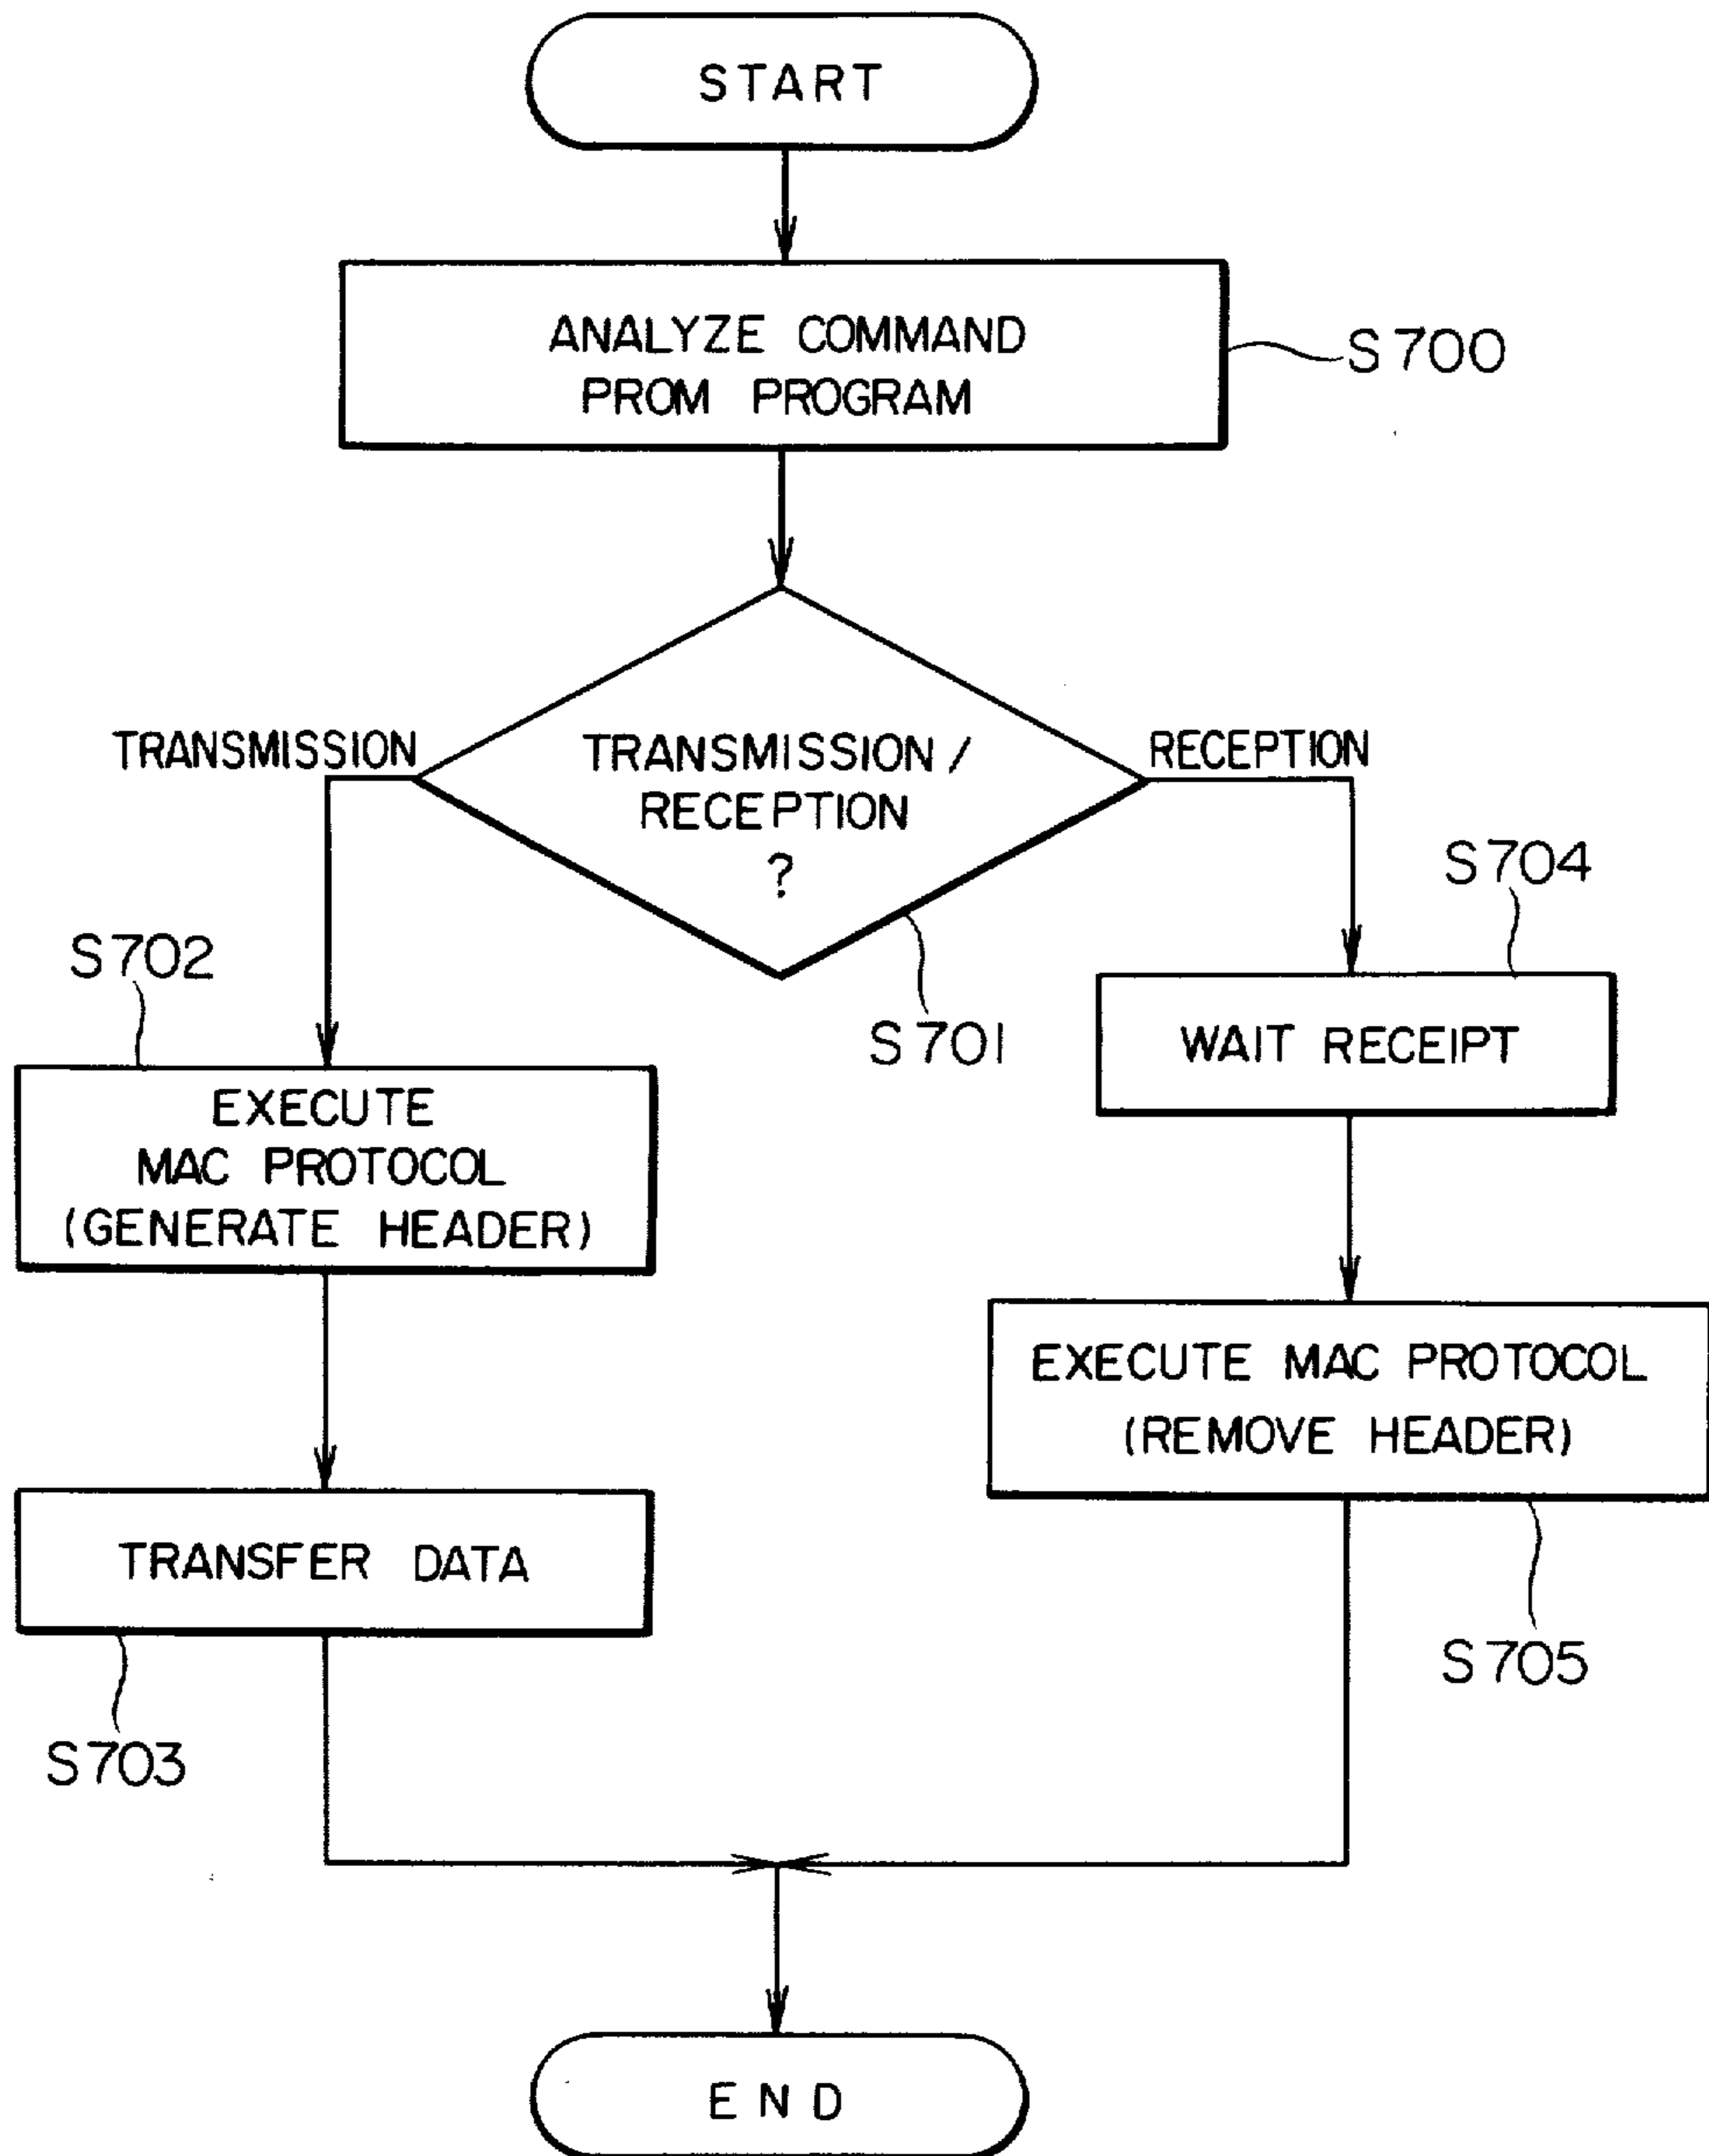 START
ANALYZE COMMAND
PROM PROGRAM
S700
TRANSMISSION
TRANSMISSION/
RECEPTION
?
RECEPTION
S701
S702
EXECUTE
MAC PROTOCOL
(GENERATE HEADER)
TRANSFER DATA
S703
S704
WAIT RECEIPT
EXECUTE MAC PROTOCOL
(REMOVE HEADER)
S705
END